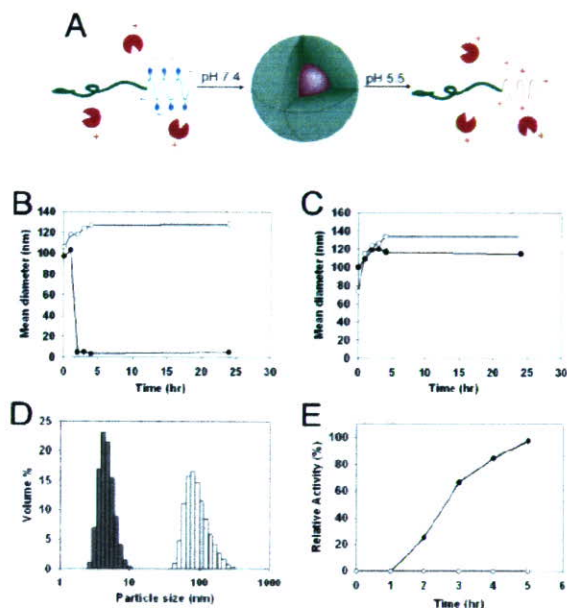 A
pH 7.4
pH 5.5
B
Mean diameter (nm)
140
120
100
80
60
40
20
0
0 5 10 15 20 25 30
Time (hr)
C
Mean diameter (nm)
160
140
120
100
80
60
40
20
0
0 5 10 15 20 25 30
Time (hr)
D
Volume %
25
20
15
10
5
0
1 10 100 1000
Particle size (nm)
E
Relative Activity (%)
100
80
60
40
20
0
0 1 2 3 4 5 6
Time (hr)